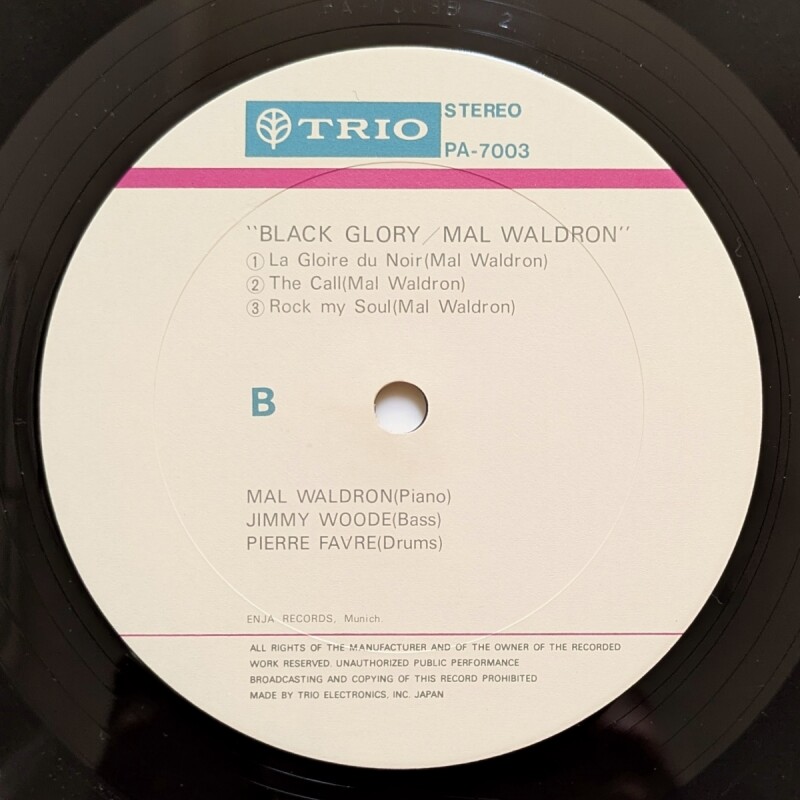 TRIO
STEREO
PA-7003
"BLACK GLORY/MAL WALDRON"
① La Gloire du Noir(Mal Waldron)
② The Call(Mal Waldron)
③ Rock my Soul(Mal Waldron)
B
MAL WALDRON(Piano)
JIMMY WOODE(Bass)
PIERRE FAVRE(Drums)
ENJA RECORDS, Munich
ALL RIGHTS OF THE MANUFACTURER AND OF THE OWNER OF THE RECORDED
WORK RESERVED. UNAUTHORIZED PUBLIC PERFORMANCE
BROADCASTING AND COPYING OF THIS RECORD PROHIBITED
MADE BY TRIO ELECTRONICS, INC. JAPAN